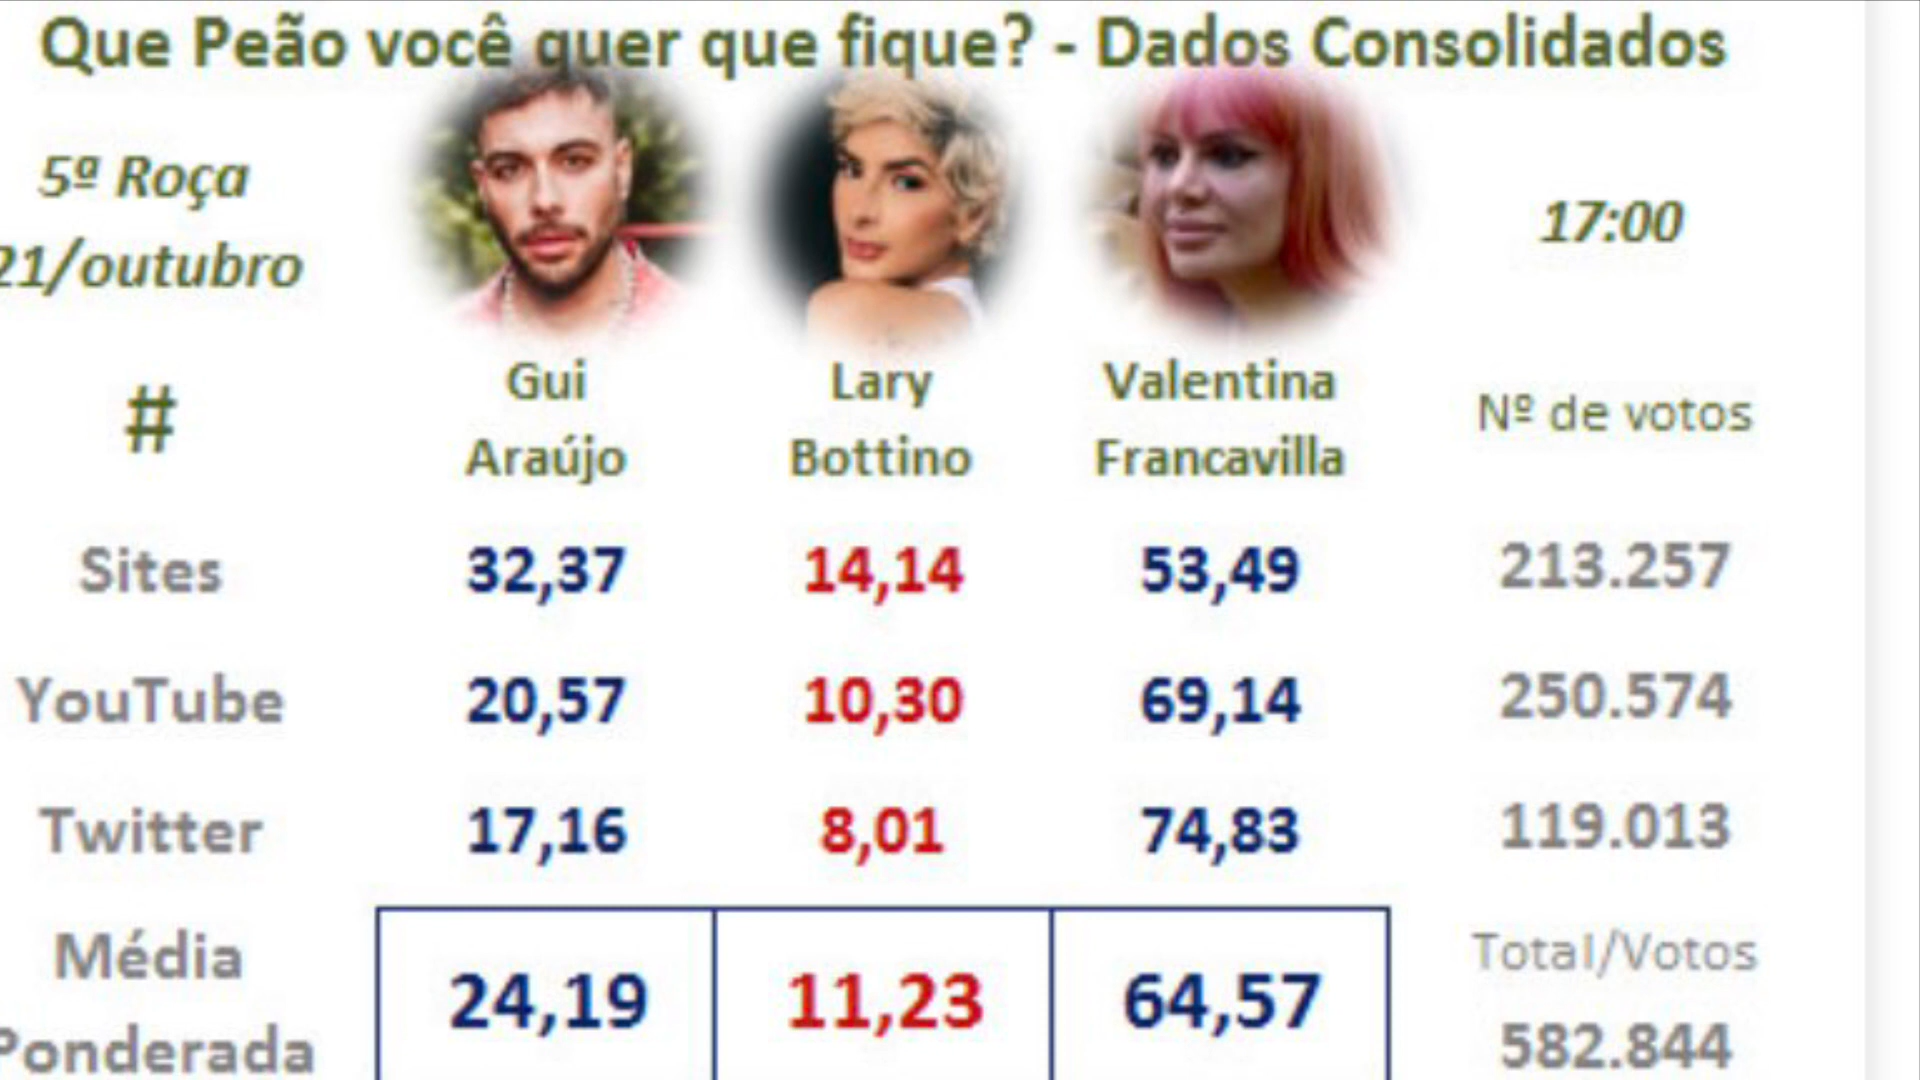 Que Peão você quer que fique? - Dados Consolidados
5ª Roça
21/outubro
17:00
# Gui Araújo Lary Bottino Valentina Francavilla Nº de votos
Sites 32,37 14,14 53,49 213.257
YouTube 20,57 10,30 69,14 250.574
Twitter 17,16 8,01 74,83 119.013
Média Ponderada 24,19 11,23 64,57 Total/Votos 582.844